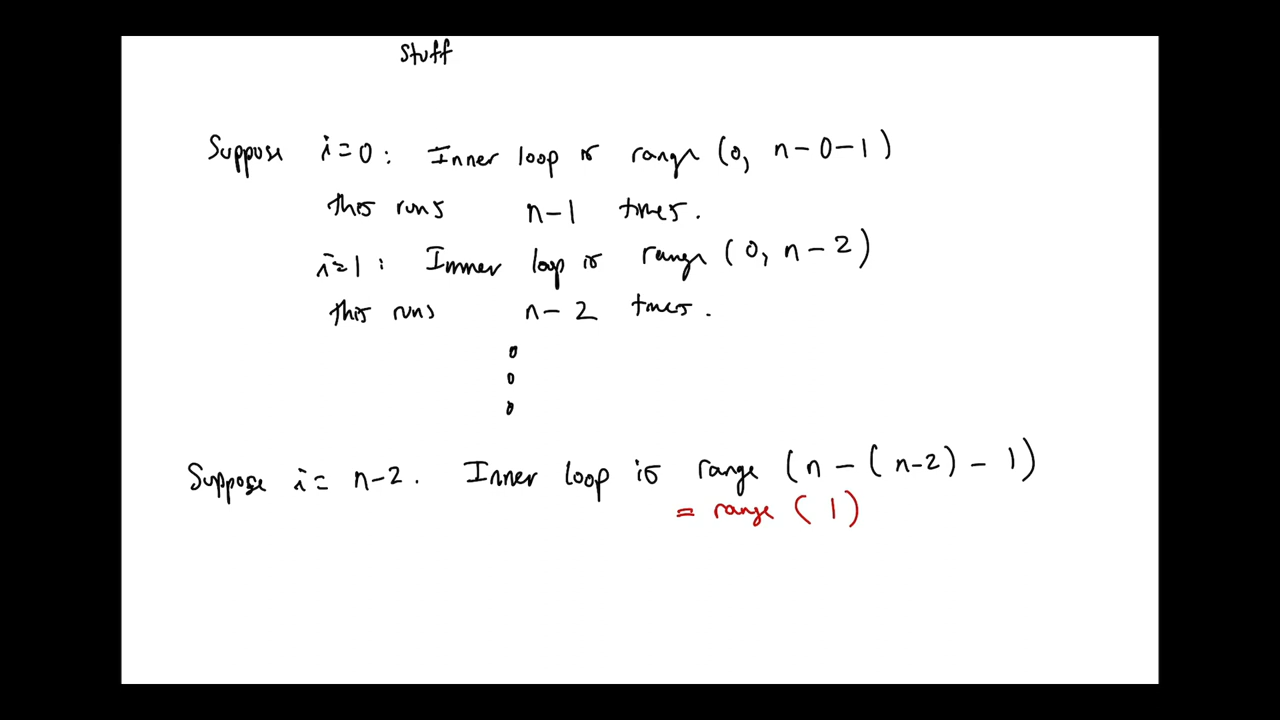 stuff
Suppose i=0: Inner loop is range (0, n-0-1)
this runs n-1 times.
i=1: Inner loop is range (0, n-2)
this runs n-2 times.
Suppose i= n-2. Inner loop is range (n-(n-2)-1)
= range (1)